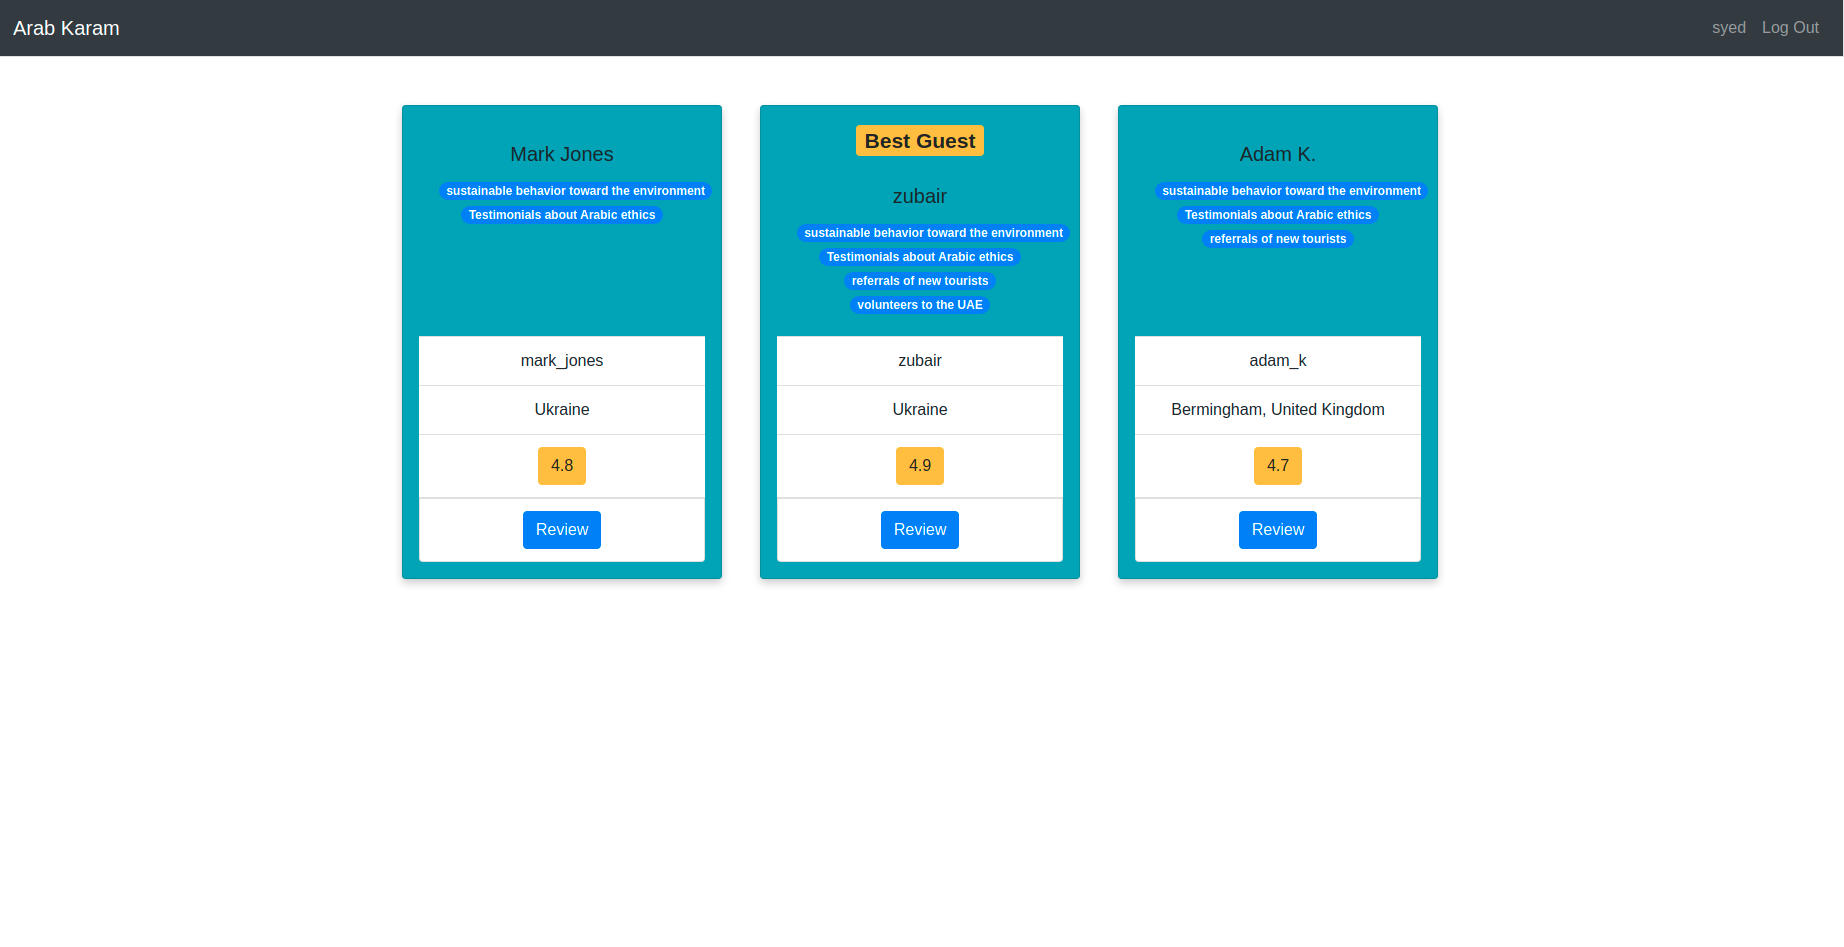 Arab Karam
syed Log Out
Mark Jones
sustainable behavior toward the environment
Testimonials about Arabic ethics
mark_jones
Ukraine
4.8
Review
Best Guest
zubair
sustainable behavior toward the environment
Testimonials about Arabic ethics
referrals of new tourists
volunteers to the UAE
zubair
Ukraine
4.9
Review
Adam K.
sustainable behavior toward the environment
Testimonials about Arabic ethics
referrals of new tourists
adam_k
Bermingham, United Kingdom
4.7
Review